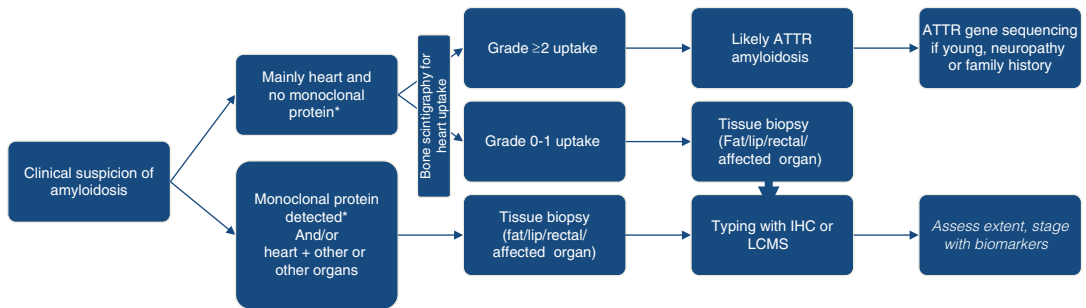 Clinical suspicion of
amyloidosis
Mainly heart and
no monoclonal
protein*
Monoclonal protein
detected*
And/or
heart + other or
other organs
Bone scintigraphy for
heart uptake
Grade ≥2 uptake
Likely ATTR
amyloidosis
ATTR gene sequencing
if young, neuropathy
or family history
Grade 0-1 uptake
Tissue biopsy
(Fat/lip/rectal/
affected organ)
Tissue biopsy
(fat/lip/rectal/
affected organ)
Typing with IHC or
LCMS
Assess extent, stage
with biomarkers